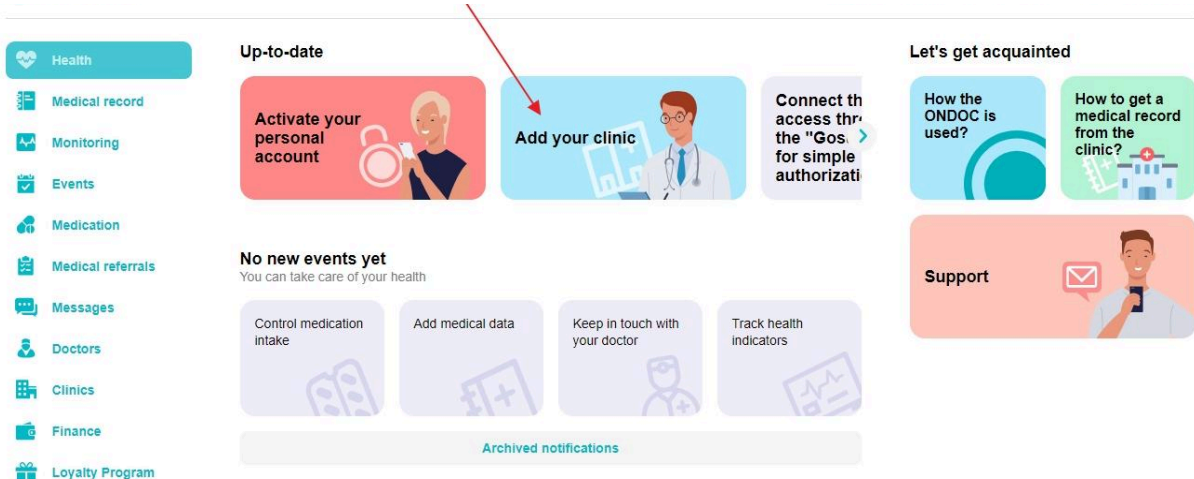 Health
Medical record
Monitoring
Events
Medication
Medical referrals
Messages
Doctors
Clinics
Finance
Loyalty Program
Up-to-date
Activate your
personal
account
Add your clinic
Connect th
access thr
the "Gos
for simple
authorizati
No new events yet
You can take care of your health
Control medication
intake
Add medical data
Keep in touch with
your doctor
Track health
indicators
Archived notifications
Let's get acquainted
How the
ONDOC is
used?
How to get a
medical record
from the
clinic?
Support